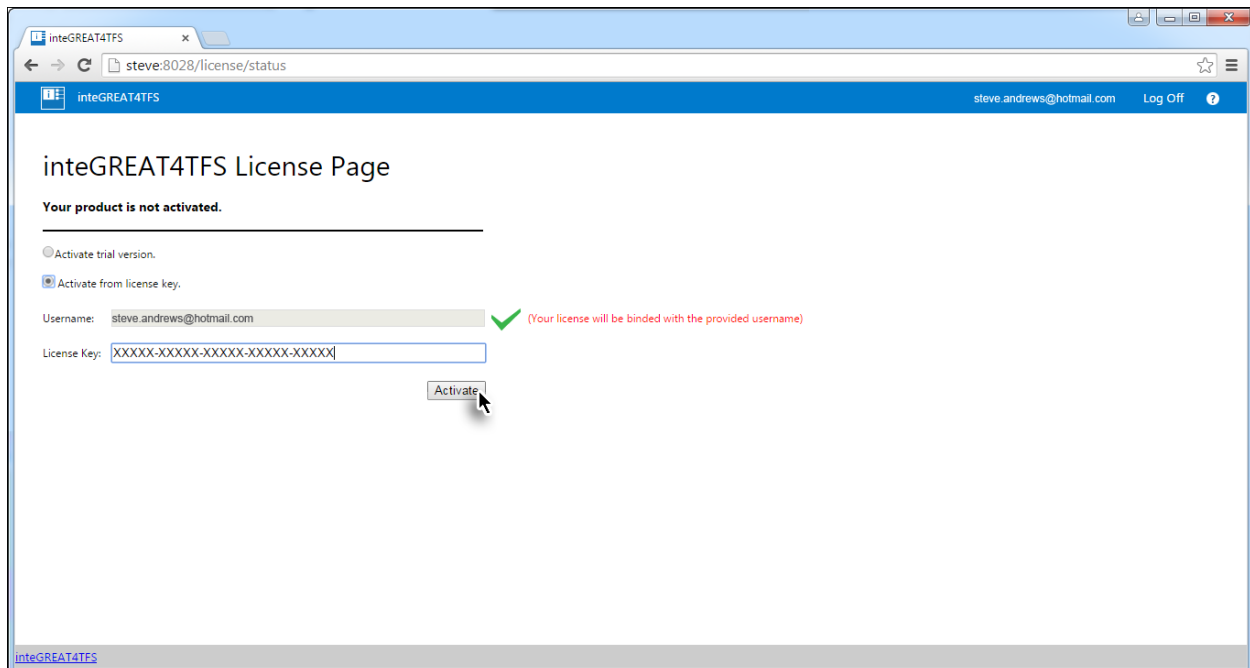 inteGREAT4TFS
steve:8028/license/status
inteGREAT4TFS steve.andrews@hotmail.com Log Off ?
inteGREAT4TFS License Page
Your product is not activated.
Activate trial version.
Activate from license key.
Username: steve.andrews@hotmail.com (Your license will be binded with the provided username)
License Key: XXXXX-XXXXX-XXXXX-XXXXX-XXXXX
Activate
inteGREAT4TFS